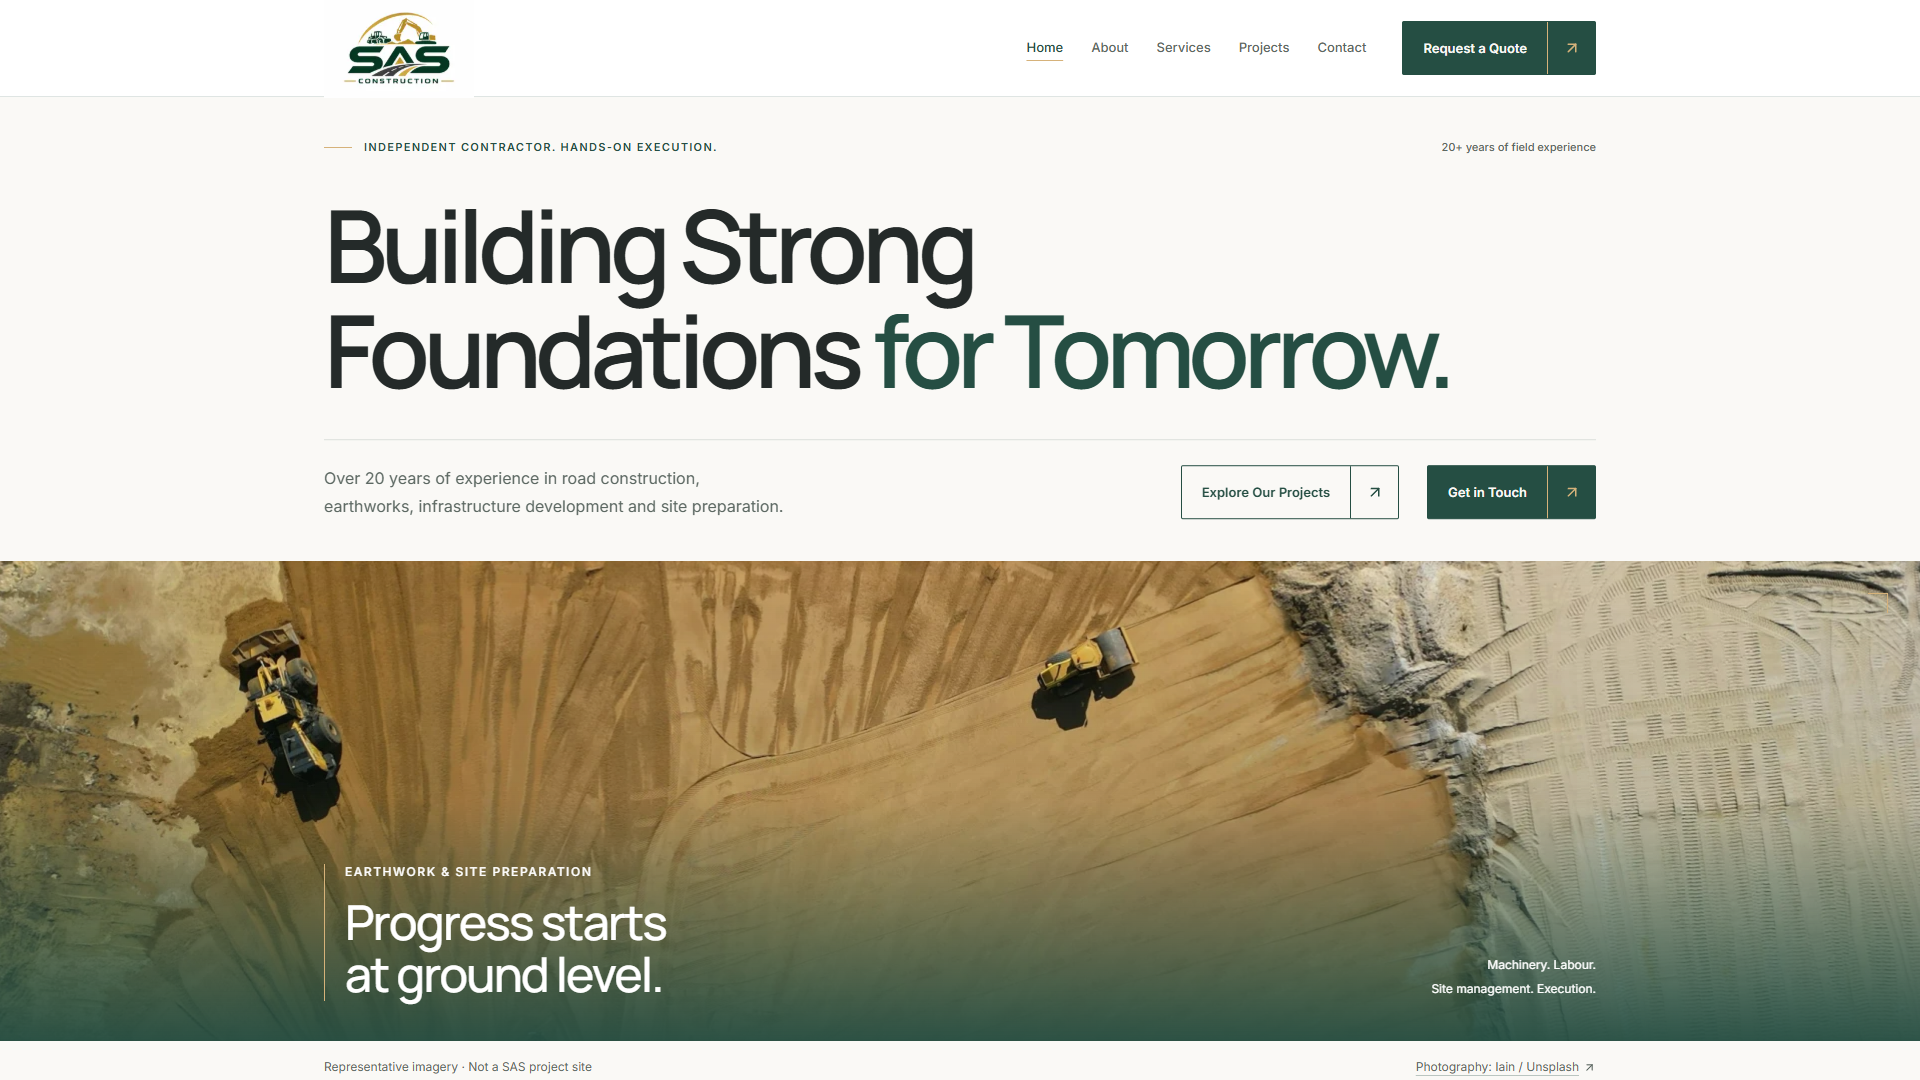 SAS
CONSTRUCTION
Home
About
Services
Projects
Contact
Request a Quote
INDEPENDENT CONTRACTOR. HANDS-ON EXECUTION.
20+ years of field experience
Building Strong
Foundations for Tomorrow.
Over 20 years of experience in road construction,
earthworks, infrastructure development and site preparation.
Explore Our Projects
Get in Touch
EARTHWORK & SITE PREPARATION
Progress starts
at ground level.
Machinery. Labour.
Site management. Execution.
Representative imagery · Not a SAS project site
Photography: Iain / Unsplash